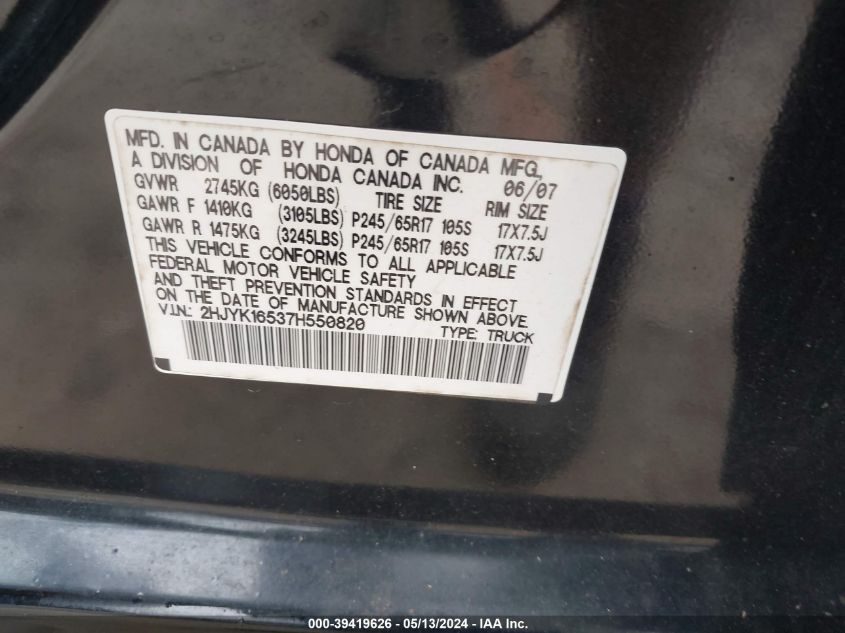 MFD. IN CANADA BY HONDA OF CANADA MFG.,
A DIVISION OF HONDA CANADA INC. 06/07
GVWR 2745KG (6050LBS) TIRE SIZE RIM SIZE
GAWR F 1410KG (3105LBS) P245/65R17 105S 17X7.5J
GAWR R 1475KG (3245LBS) P245/65R17 105S 17X7.5J
THIS VEHICLE CONFORMS TO ALL APPLICABLE
FEDERAL MOTOR VEHICLE SAFETY
AND THEFT PREVENTION STANDARDS IN EFFECT
ON THE DATE OF MANUFACTURE SHOWN ABOVE.
V.I.N.: 2HJYK16537H550820 TYPE: TRUCK
000-39419626 - 05/13/2024 - IAA Inc.